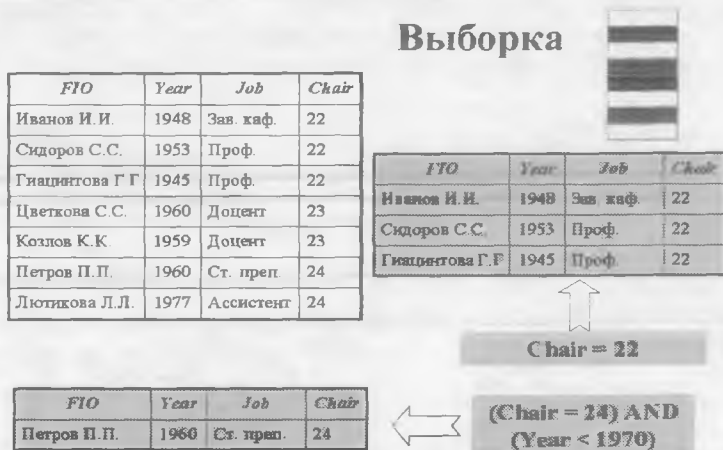 Выборка
FIO Year Job Chair
Иванов И.И. 1948 Зав. каф. 22
Сидоров С.С. 1953 Проф. 22
Гиацинтова Г Г 1945 Проф. 22
Цветкова С.С. 1960 Доцент 23
Козлов К.К 1959 Доцент 23
Петров П.П. 1960 Ст. преп. 24
Лютикова Л.Л. 1977 Ассистент 24
FIO Year Job Chair
Иванов И.И. 1948 Зав. каф. 22
Сидоров С.С. 1953 Проф. 22
Гиацинтова Г.Г 1945 Проф. 22
Chair = 22
FIO Year Job Chair
Петров П.П. 1960 Ст. преп. 24
(Chair = 24) AND
(Year < 1970)